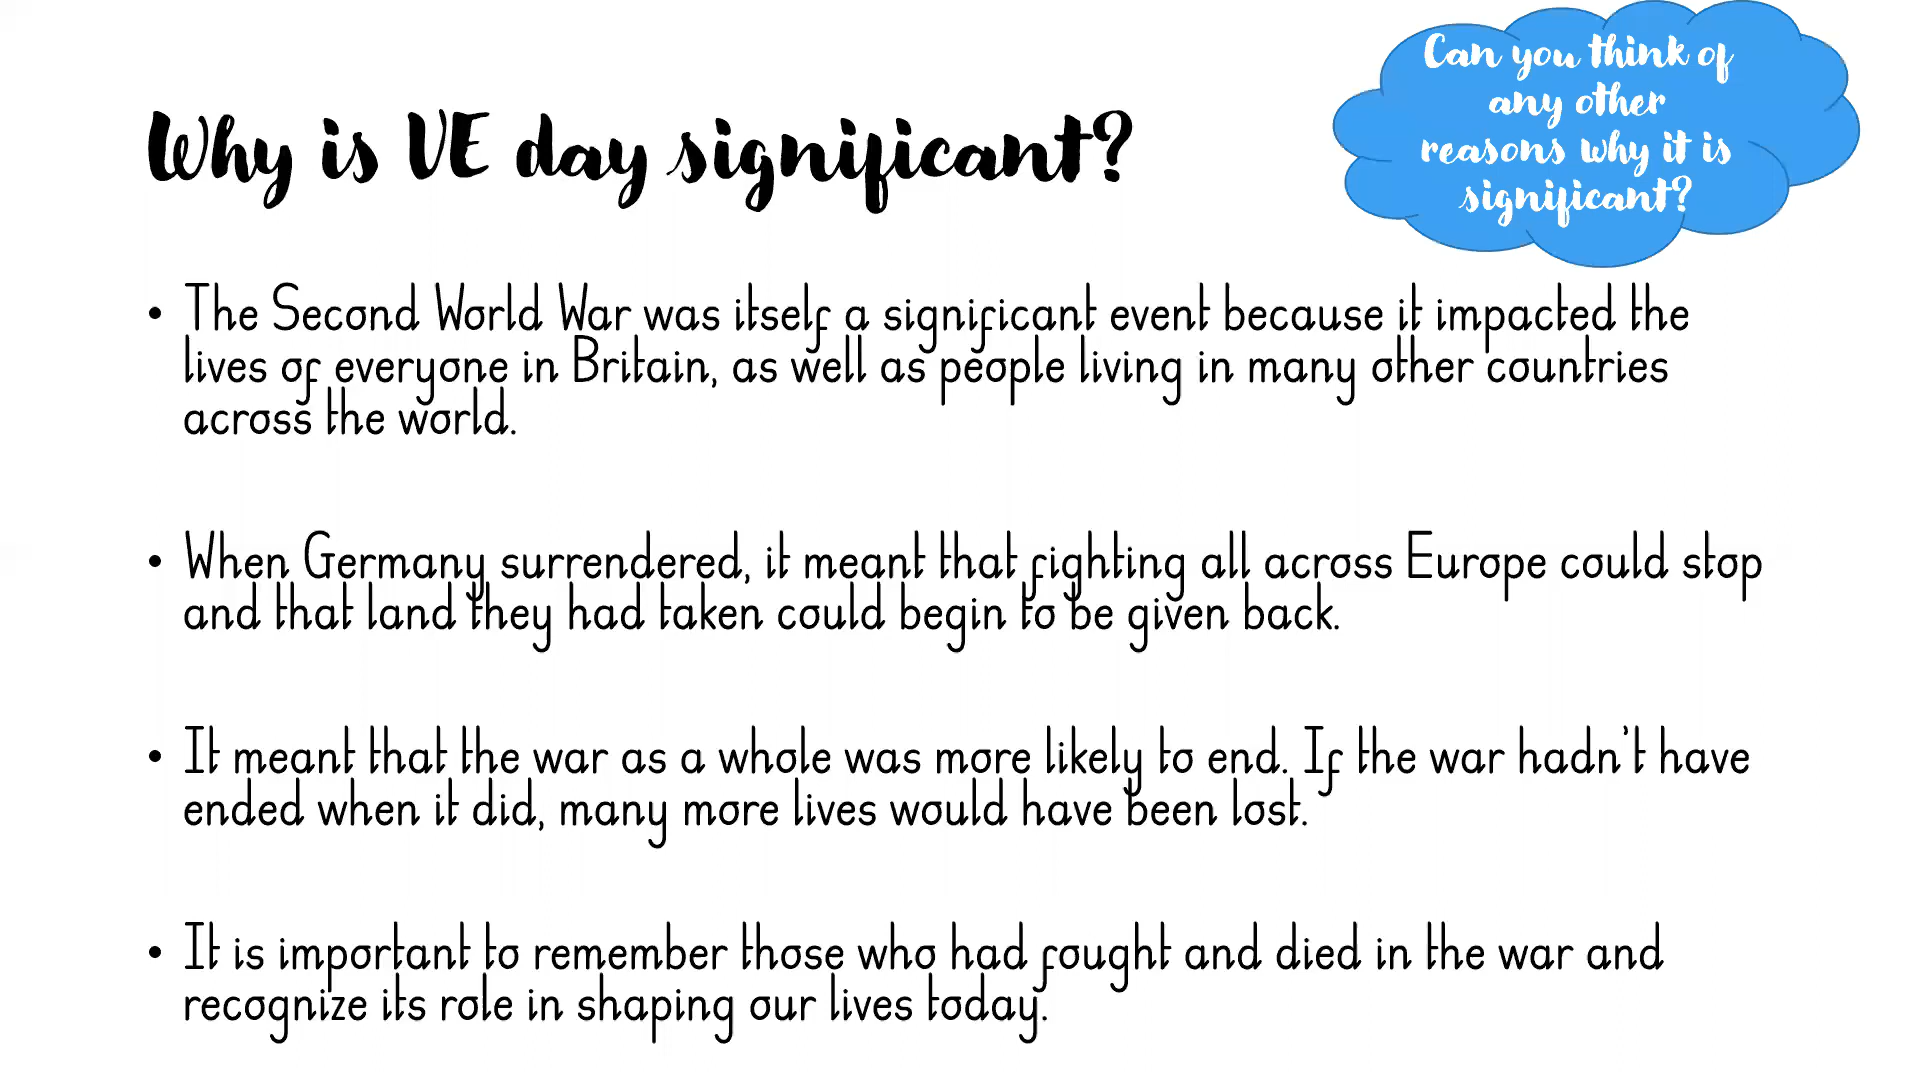 Can you think of
any other
reasons why it is
significant?
Why is VE day significant?
• The Second World War was itself a significant event because it impacted the
lives of everyone in Britain, as well as people living in many other countries
across the world.
• When Germany surrendered, it meant that fighting all across Europe could stop
and that land they had taken could begin to be given back.
• It meant that the war as a whole was more likely to end. If the war hadn't have
ended when it did, many more lives would have been lost.
• It is important to remember those who had fought and died in the war and
recognize its role in shaping our lives today.